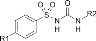 O O O
S N N R2
H H
R1